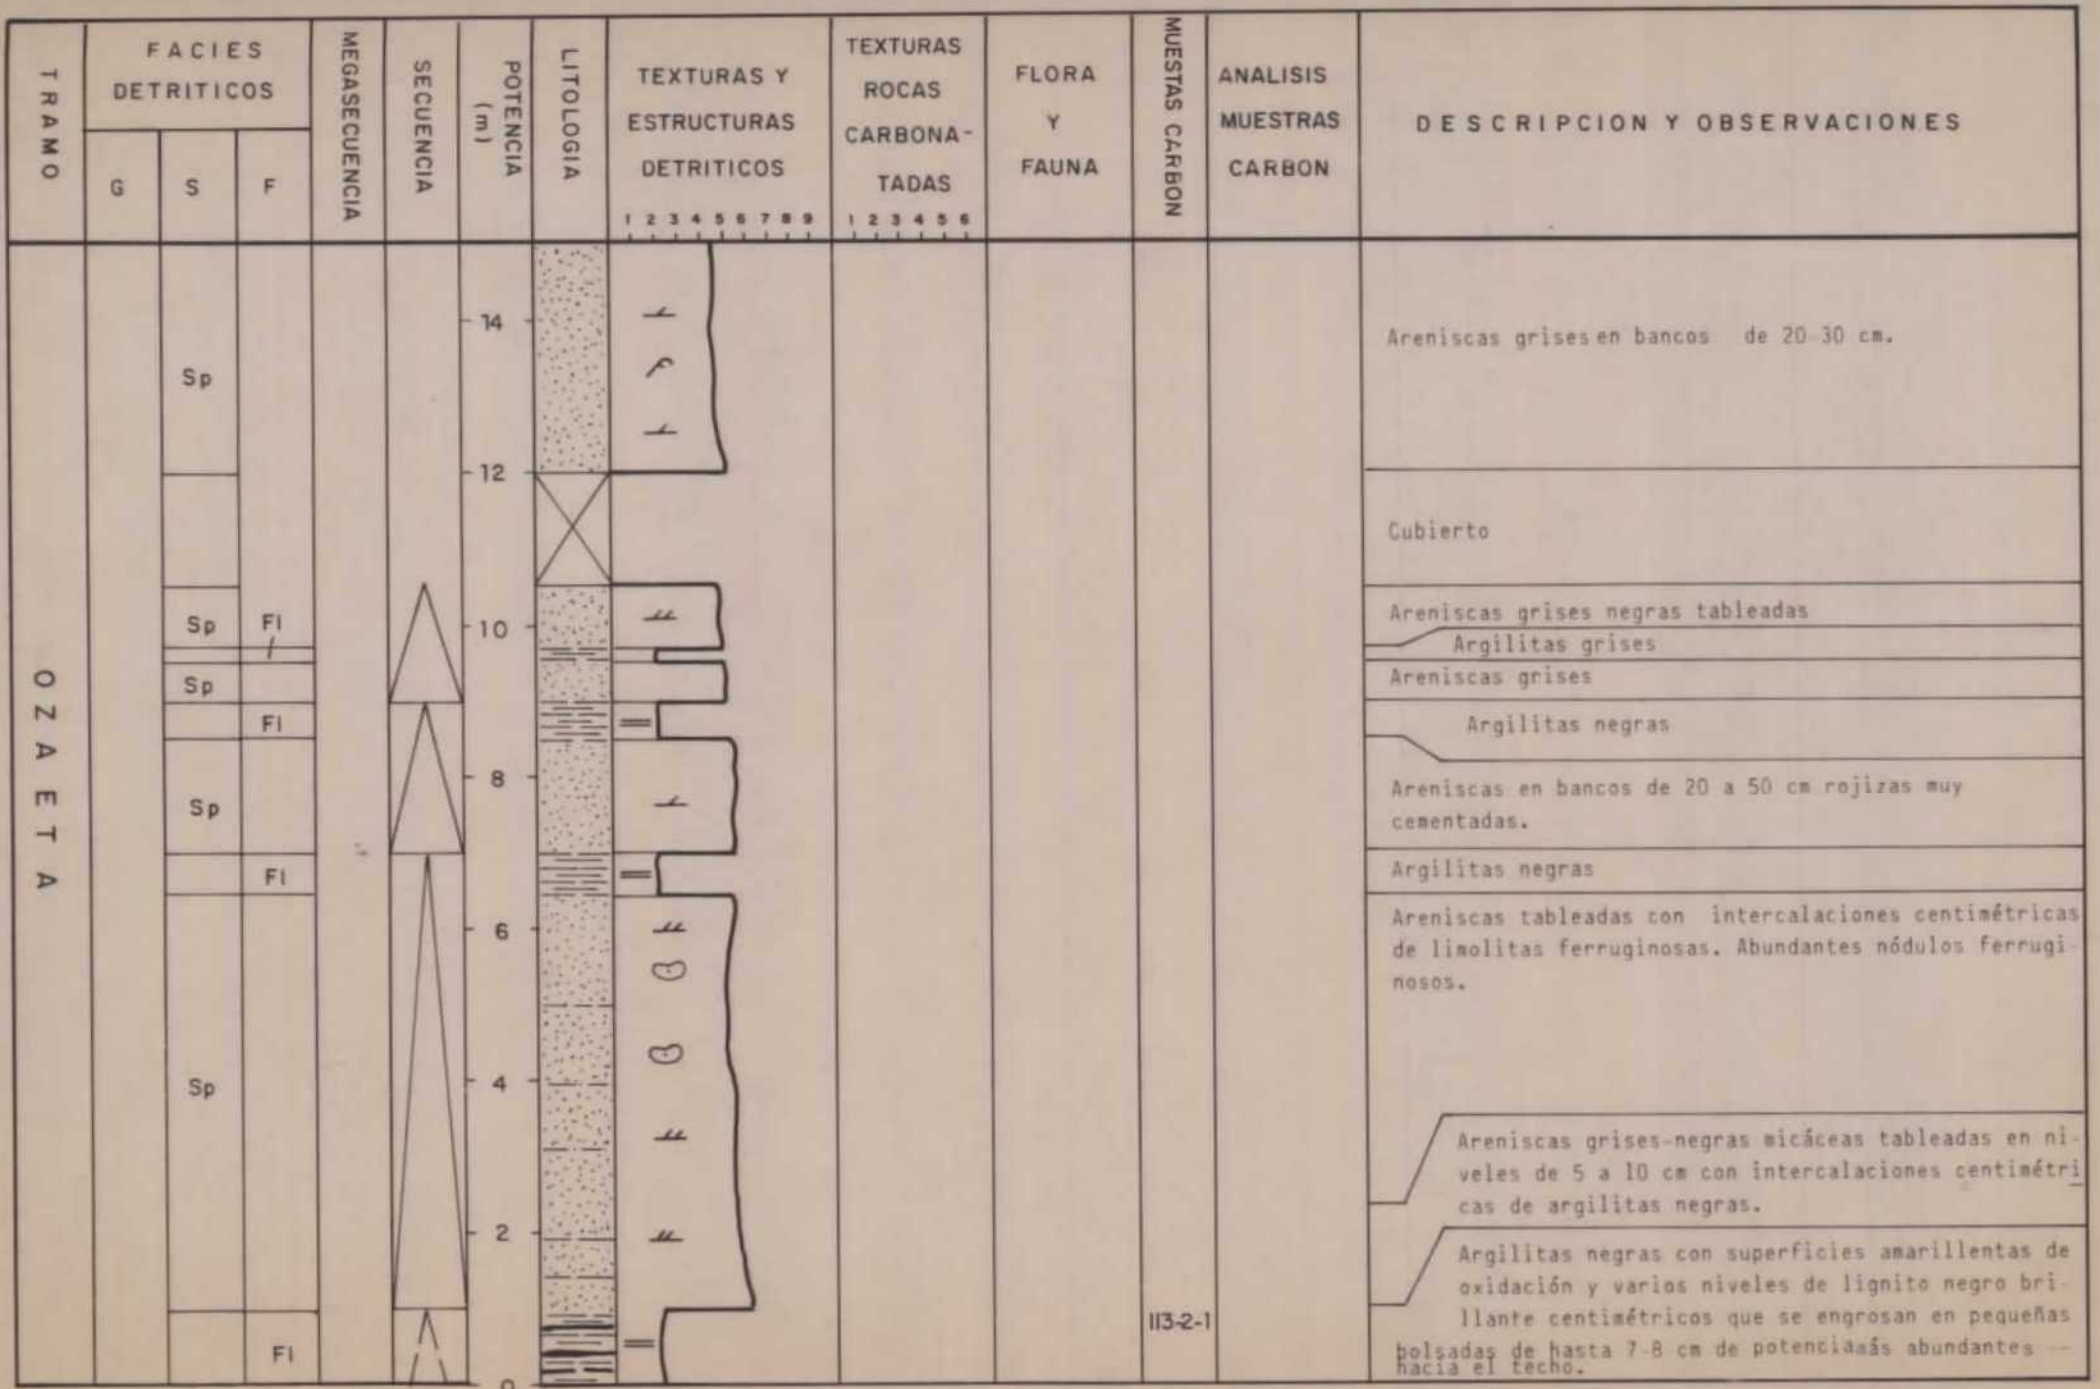 TRAMO
FACIES
DETRITICOS
G S F
MEGASECUENCIA
SECUENCIA
POTENCIA
(m)
LITOLOGIA
TEXTURAS Y
ESTRUCTURAS
DETRITICOS
1 2 3 4 5 6 7 8 9
TEXTURAS
ROCAS
CARBONA-
TADAS
1 2 3 4 5 6
FLORA
Y
FAUNA
MUESTAS CARBON
ANALISIS
MUESTRAS
CARBON
DESCRIPCION Y OBSERVACIONES
OZAETA
14
Sp
Areniscas grises en bancos de 20-30 cm.
12
Cubierto
Sp Fl
10
Areniscas grises negras tableadas
Argilitas grises
Sp
Areniscas grises
Fl
Argilitas negras
8
Sp
Areniscas en bancos de 20 a 50 cm rojizas muy
cementadas.
Fl
Argilitas negras
6
Areniscas tableadas con intercalaciones centimétricas
de limolitas ferruginosas. Abundantes nódulos ferrugi-
nosos.
4
Sp
Areniscas grises-negras micáceas tableadas en ni-
veles de 5 a 10 cm con intercalaciones centimétri
cas de argilitas negras.
2
Argilitas negras con superficies amarillentas de
oxidación y varios niveles de lignito negro bri-
llante centimétricos que se engrosan en pequeñas
bolsadas de hasta 7-8 cm de potenciamás abundantes --
hacia el techo.
113-2-1
Fl
0